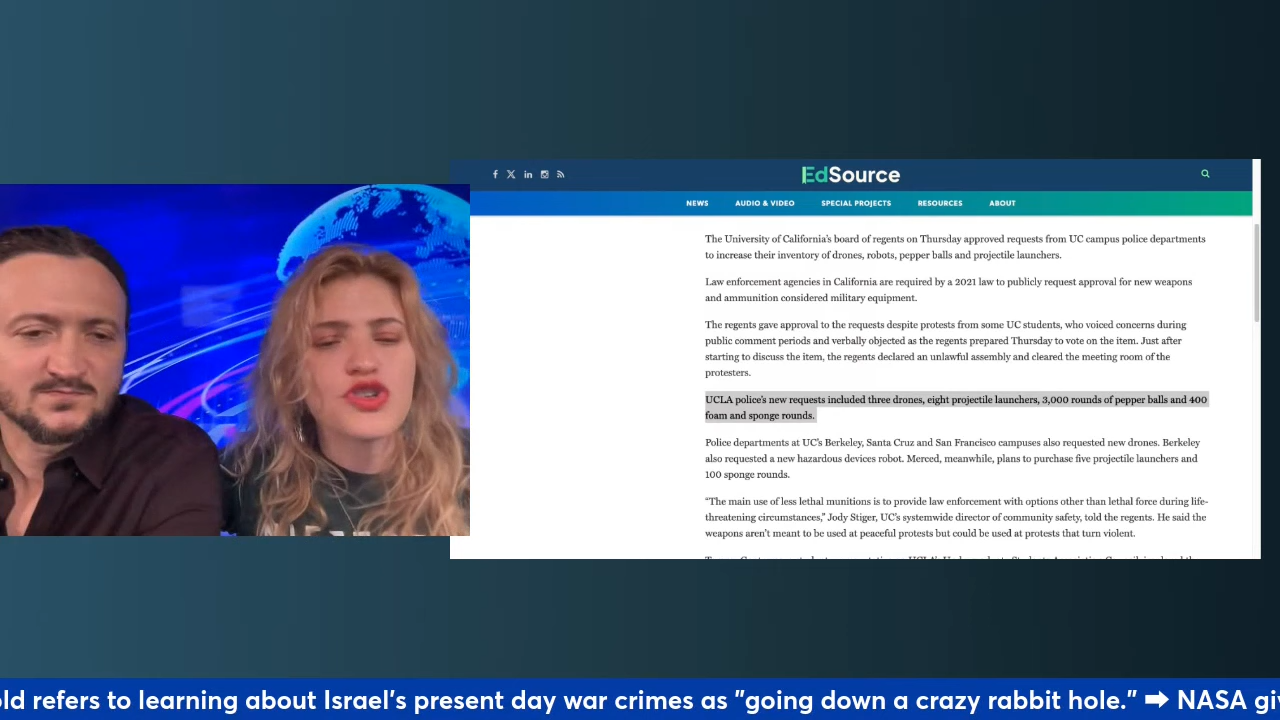 EdSource
NEWS AUDIO & VIDEO SPECIAL PROJECTS RESOURCES ABOUT
The University of California's board of regents on Thursday approved requests from UC campus police departments
to increase their inventory of drones, robots, pepper balls and projectile launchers.
Law enforcement agencies in California are required by a 2021 law to publicly request approval for new weapons
and ammunition considered military equipment.
The regents gave approval to the requests despite protests from some UC students, who voiced concerns during
public comment periods and verbally objected as the regents prepared Thursday to vote on the item. Just after
starting to discuss the item, the regents declared an unlawful assembly and cleared the meeting room of the
protesters.
UCLA police's new requests included three drones, eight projectile launchers, 3,000 rounds of pepper balls and 400
foam and sponge rounds.
Police departments at UC's Berkeley, Santa Cruz and San Francisco campuses also requested new drones. Berkeley
also requested a new hazardous devices robot. Merced, meanwhile, plans to purchase five projectile launchers and
100 sponge rounds.
“The main use of less lethal munitions is to provide law enforcement with options other than lethal force during life-
threatening circumstances,” Jody Stiger, UC's systemwide director of community safety, told the regents. He said the
weapons aren't meant to be used at peaceful protests but could be used at protests that turn violent.
old refers to learning about Israel's present day war crimes as "going down a crazy rabbit hole." ➡ NASA gi